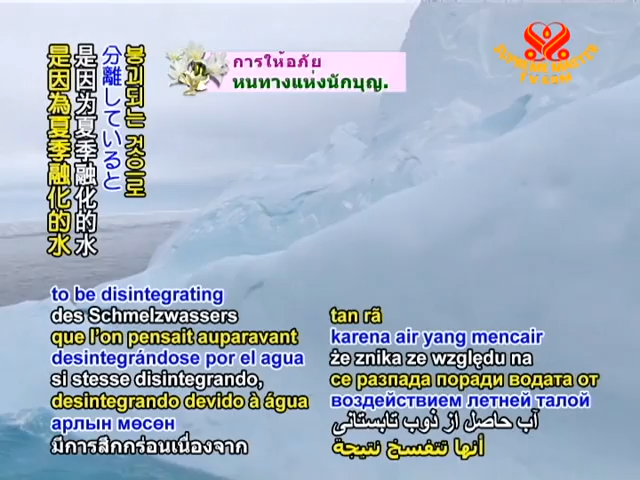 SUPREME MASTER
TV.COM
การให้อภัย
หนทางแห่งนักบุญ.
붕괴되는 것으로
分離していると
是因为夏季融化的水
是因為夏季融化的水
to be disintegrating
des Schmelzwassers
que l'on pensait auparavant
desintegrándose por el agua
si stesse disintegrando,
desintegrando devido à água
арлын мөсөн
มีการสึกกร่อนเนื่องจาก
tan rã
karena air yang mencair
że znika ze względu na
се разпада поради водата от
воздействием летней талой
آب حاصل از ذوب تابستانی
أنها تتفسخ نتيجة